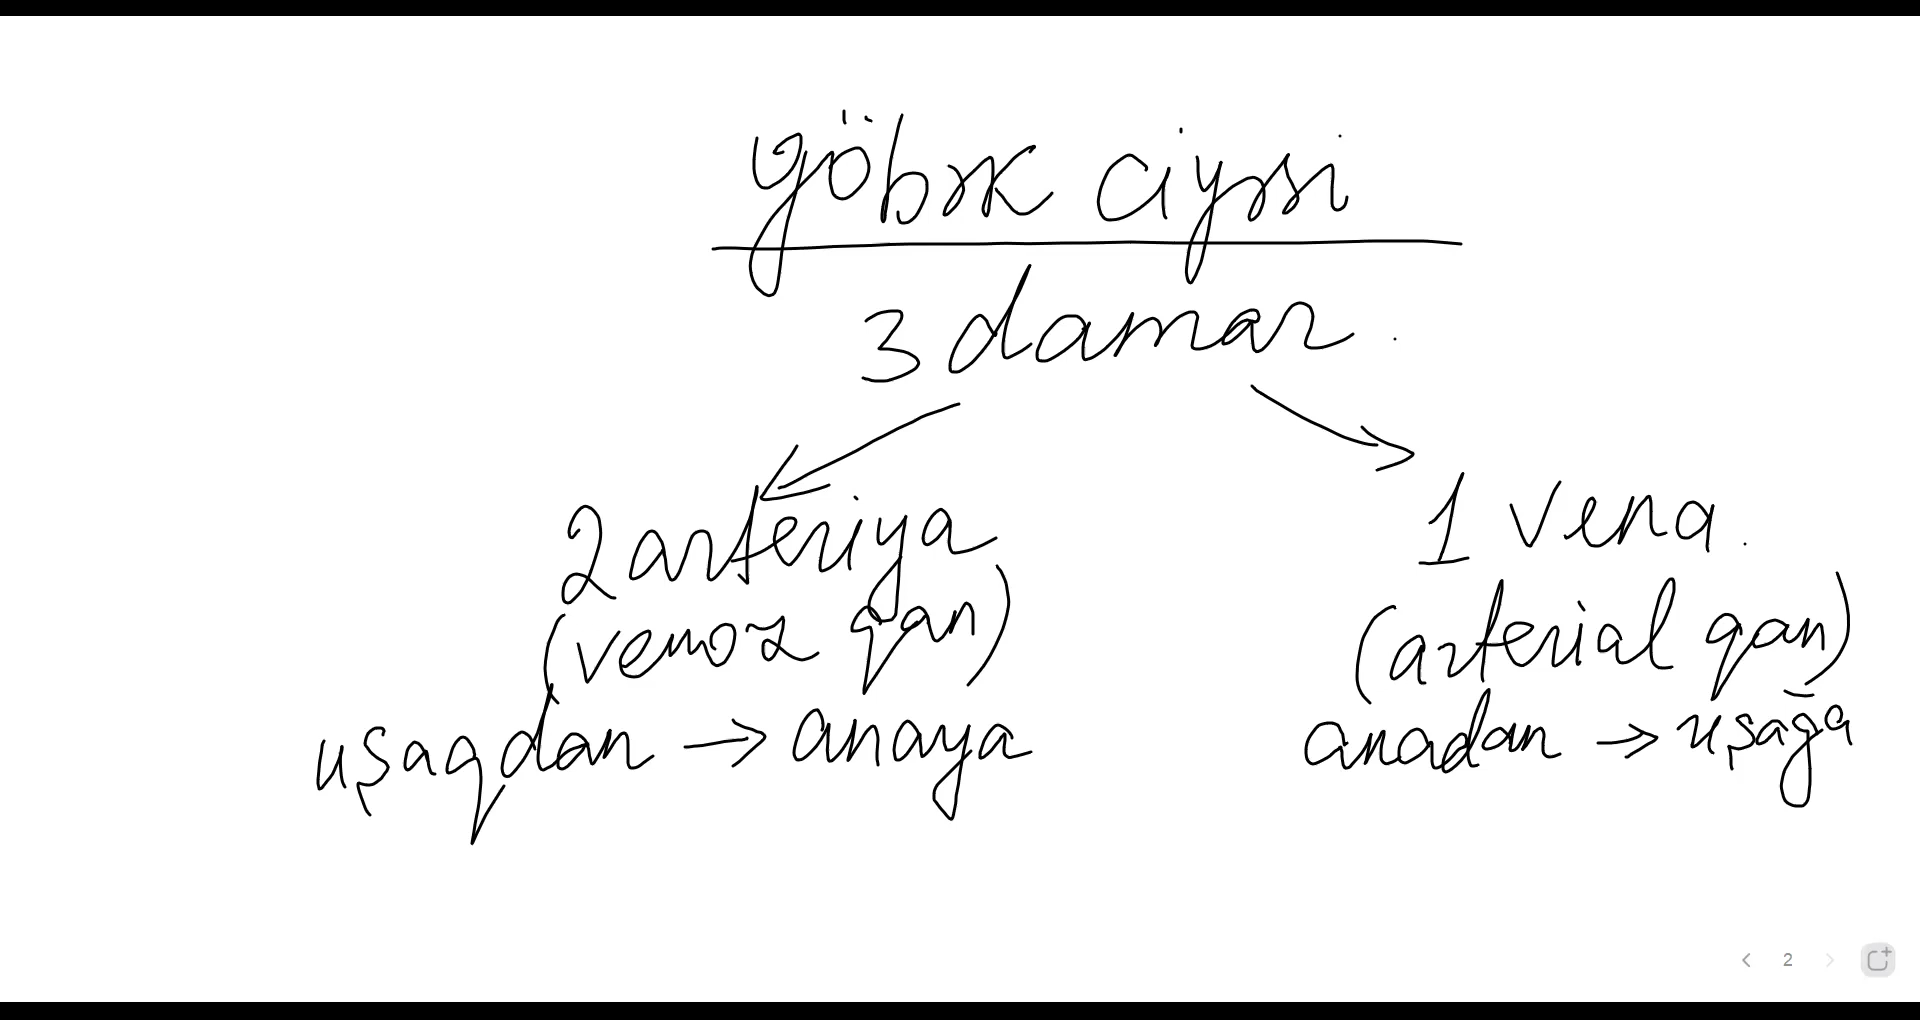 göbək ciyəsi
3 damar.
2 arteriya
1 vena.
(venoz qan)
(arterial qan)
uşaqdan → anaya
anadan → uşağa
2